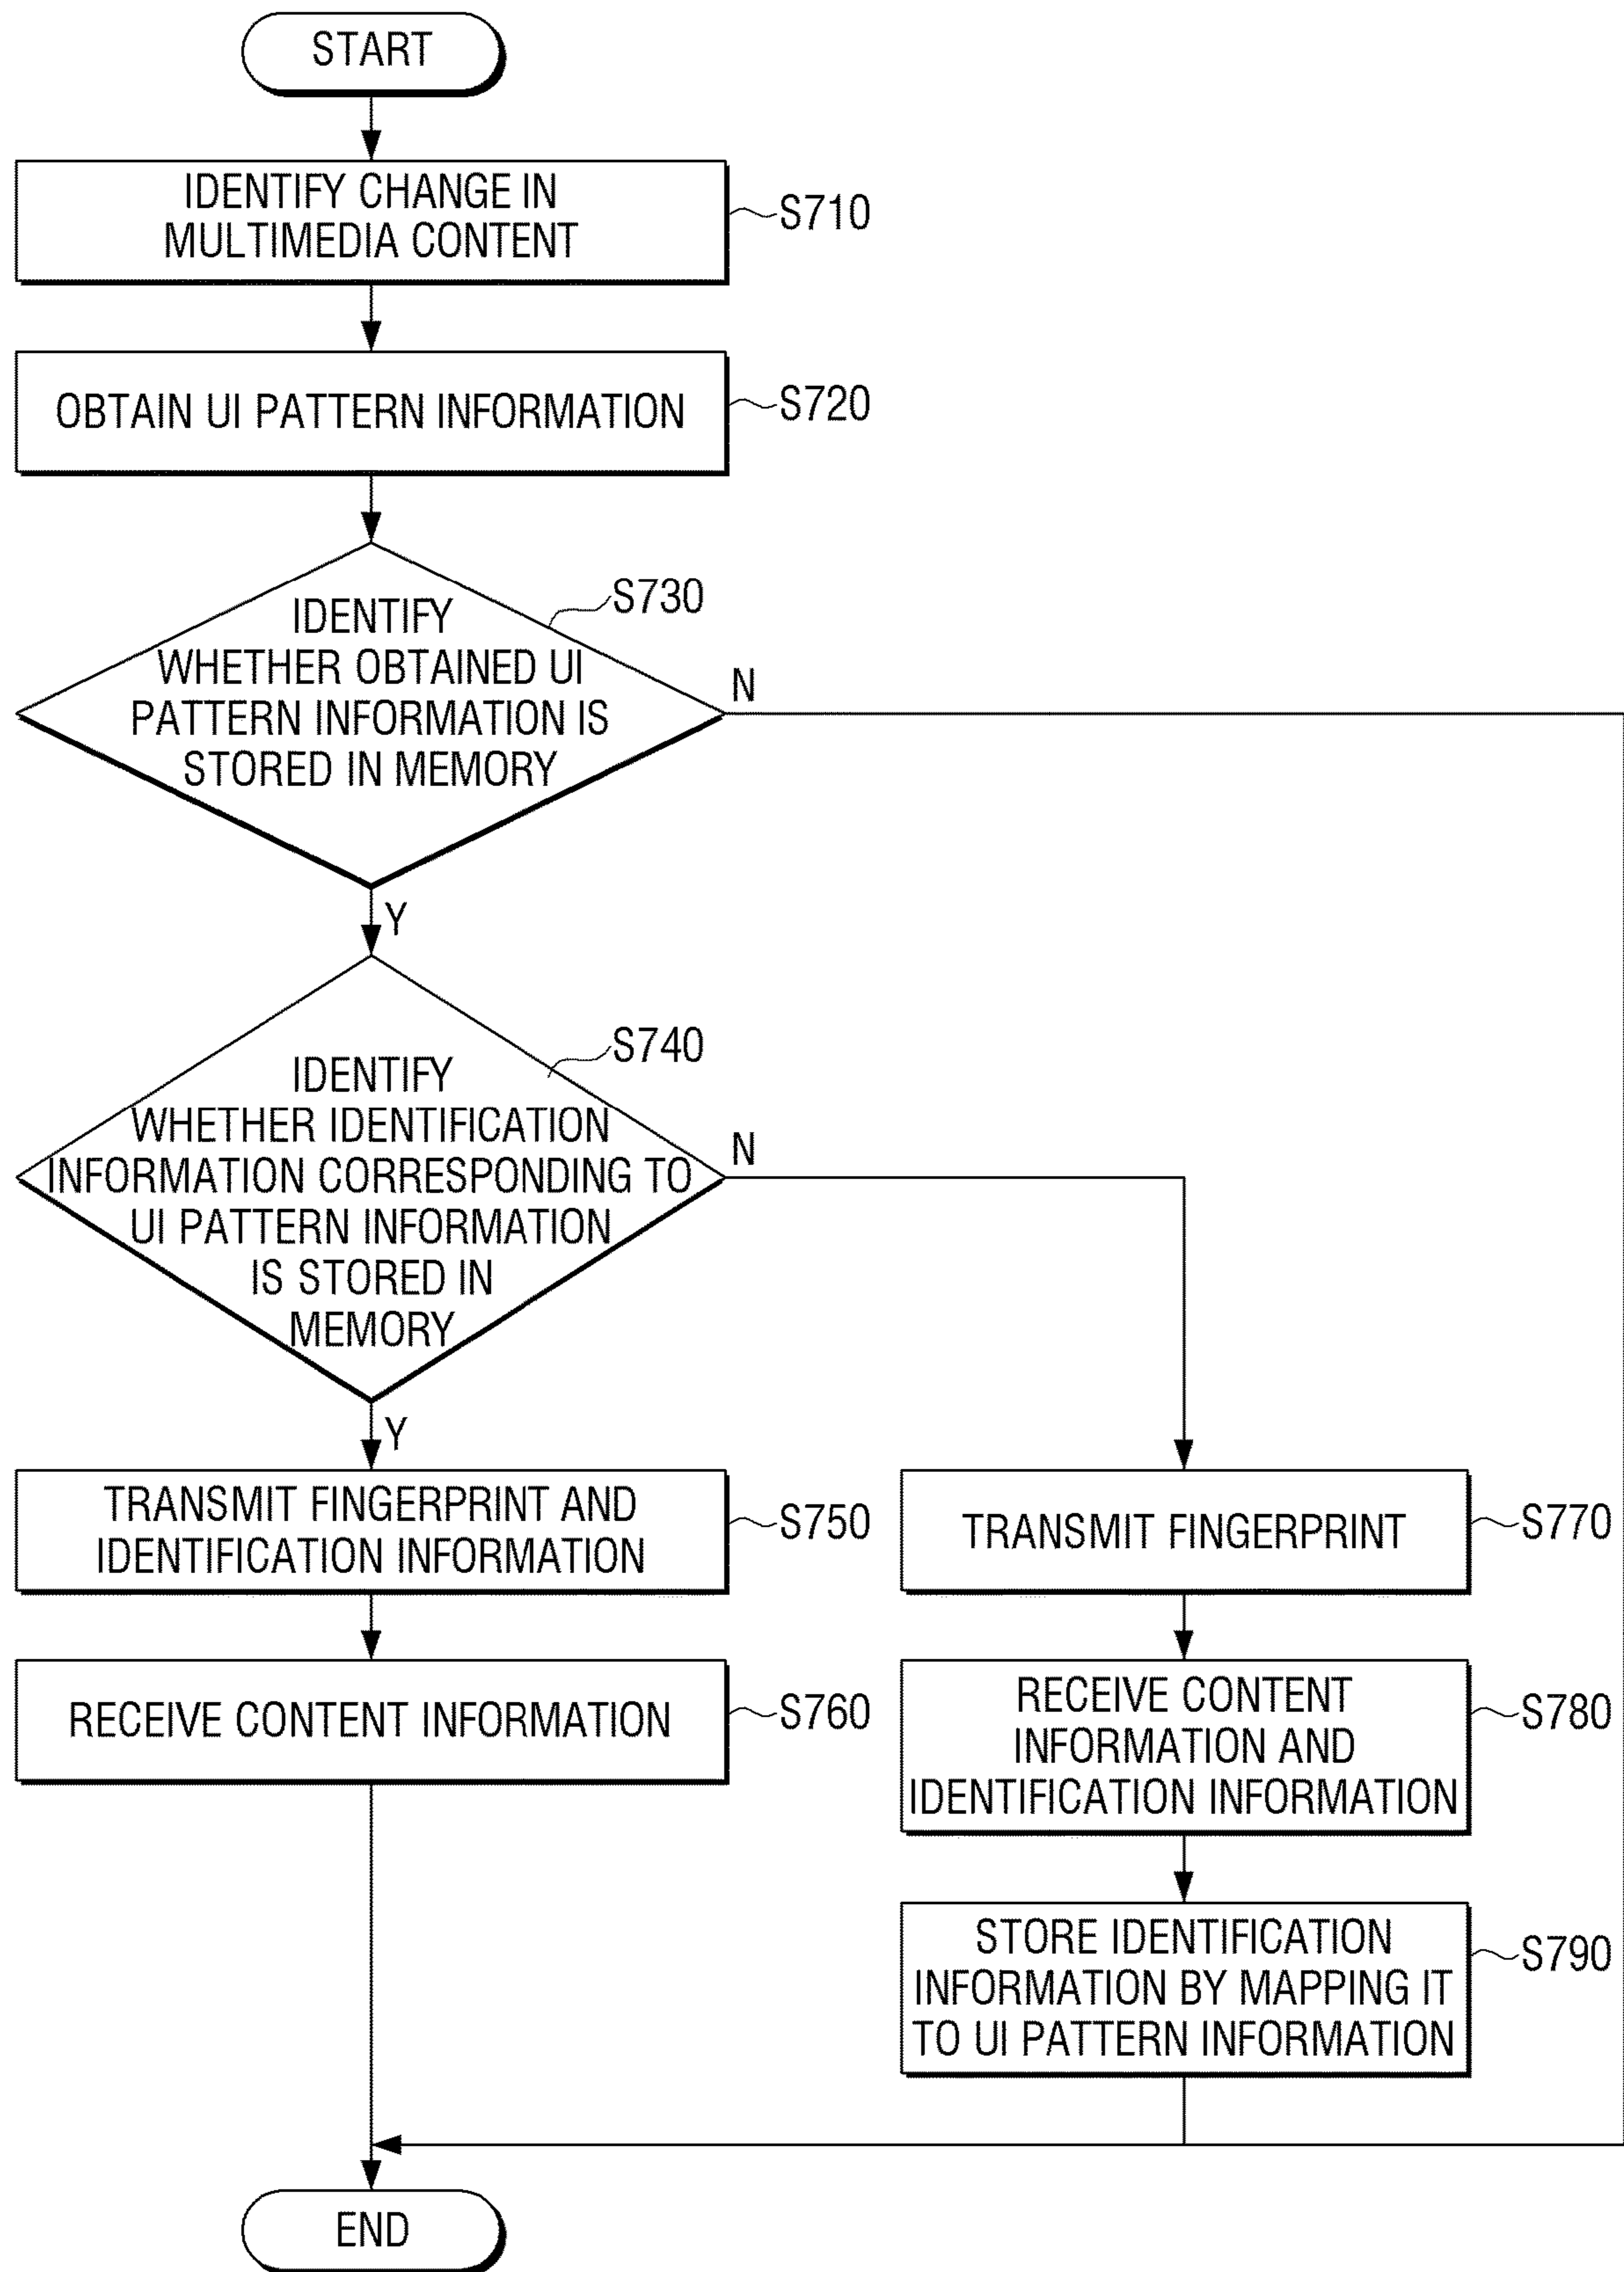 START
IDENTIFY CHANGE IN
MULTIMEDIA CONTENT
S710
OBTAIN UI PATTERN INFORMATION
S720
S730
IDENTIFY
WHETHER OBTAINED UI
PATTERN INFORMATION IS
STORED IN MEMORY
N
Y
S740
IDENTIFY
WHETHER IDENTIFICATION
INFORMATION CORRESPONDING TO
UI PATTERN INFORMATION
IS STORED IN
MEMORY
N
Y
TRANSMIT FINGERPRINT AND
IDENTIFICATION INFORMATION
S750
RECEIVE CONTENT INFORMATION
S760
TRANSMIT FINGERPRINT
S770
RECEIVE CONTENT
INFORMATION AND
IDENTIFICATION INFORMATION
S780
STORE IDENTIFICATION
INFORMATION BY MAPPING IT
TO UI PATTERN INFORMATION
S790
END